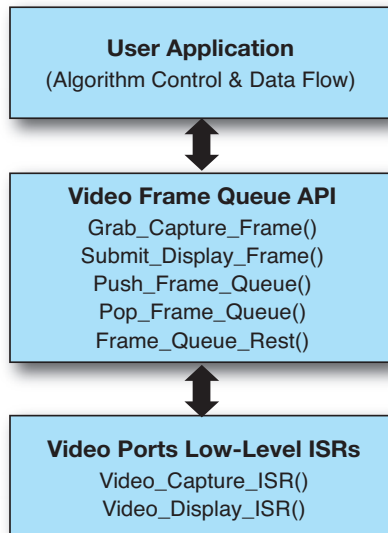 User Application
(Algorithm Control & Data Flow)
Video Frame Queue API
Grab_Capture_Frame()
Submit_Display_Frame()
Push_Frame_Queue()
Pop_Frame_Queue()
Frame_Queue_Rest()
Video Ports Low-Level ISRs
Video_Capture_ISR()
Video_Display_ISR()